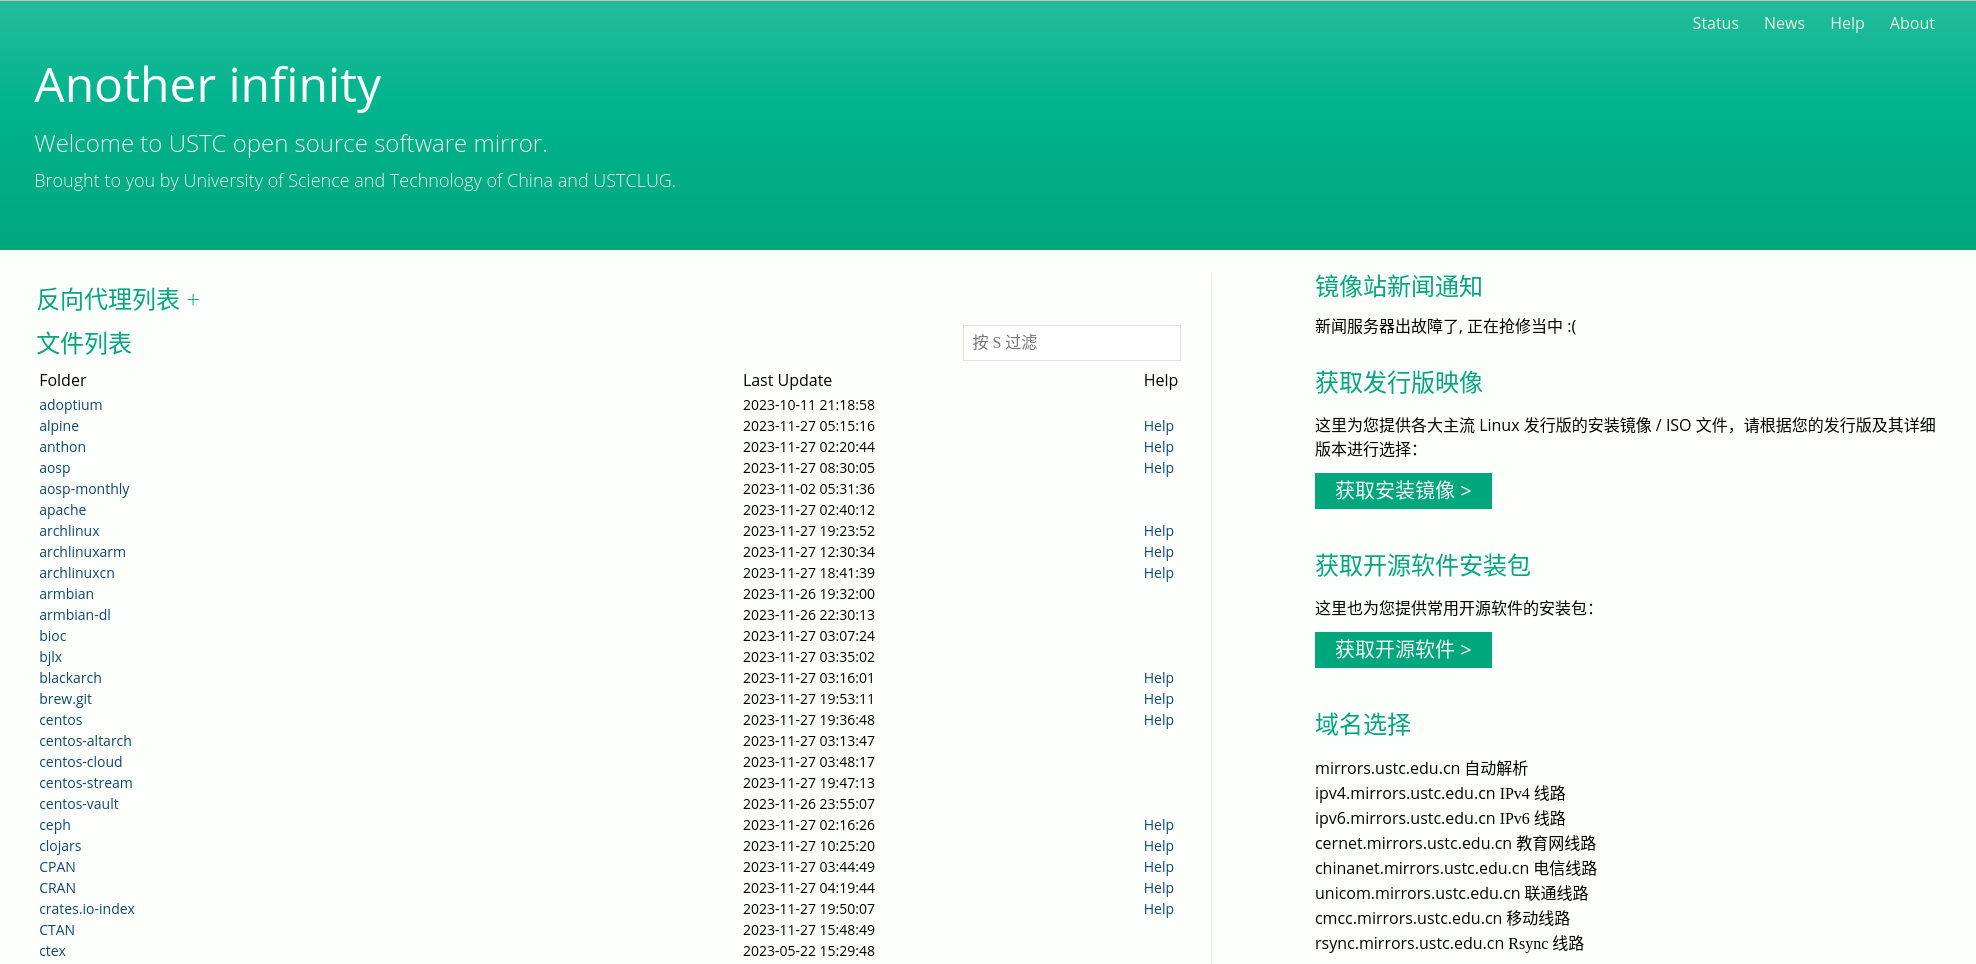 Status News Help About
Another infinity
Welcome to USTC open source software mirror.
Brought to you by University of Science and Technology of China and USTCLUG.
反向代理列表 +
文件列表
按 S 过滤
Folder Last Update Help
adoptium 2023-10-11 21:18:58
alpine 2023-11-27 05:15:16 Help
anthon 2023-11-27 02:20:44 Help
aosp 2023-11-27 08:30:05 Help
aosp-monthly 2023-11-02 05:31:36
apache 2023-11-27 02:40:12
archlinux 2023-11-27 19:23:52 Help
archlinuxarm 2023-11-27 12:30:34 Help
archlinuxcn 2023-11-27 18:41:39 Help
armbian 2023-11-26 19:32:00
armbian-dl 2023-11-26 22:30:13
bioc 2023-11-27 03:07:24
bjlx 2023-11-27 03:35:02
blackarch 2023-11-27 03:16:01 Help
brew.git 2023-11-27 19:53:11 Help
centos 2023-11-27 19:36:48 Help
centos-altarch 2023-11-27 03:13:47
centos-cloud 2023-11-27 03:48:17
centos-stream 2023-11-27 19:47:13
centos-vault 2023-11-26 23:55:07
ceph 2023-11-27 02:16:26 Help
clojars 2023-11-27 10:25:20 Help
CPAN 2023-11-27 03:44:49 Help
CRAN 2023-11-27 04:19:44 Help
crates.io-index 2023-11-27 19:50:07 Help
CTAN 2023-11-27 15:48:49
ctex 2023-05-22 15:29:48
镜像站新闻通知
新闻服务器出故障了, 正在抢修当中 :(
获取发行版映像
这里为您提供各大主流 Linux 发行版的安装镜像 / ISO 文件，请根据您的发行版及其详细
版本进行选择：
获取安装镜像 >
获取开源软件安装包
这里也为您提供常用开源软件的安装包：
获取开源软件 >
域名选择
mirrors.ustc.edu.cn 自动解析
ipv4.mirrors.ustc.edu.cn IPv4 线路
ipv6.mirrors.ustc.edu.cn IPv6 线路
cernet.mirrors.ustc.edu.cn 教育网线路
chinanet.mirrors.ustc.edu.cn 电信线路
unicom.mirrors.ustc.edu.cn 联通线路
cmcc.mirrors.ustc.edu.cn 移动线路
rsync.mirrors.ustc.edu.cn Rsync 线路